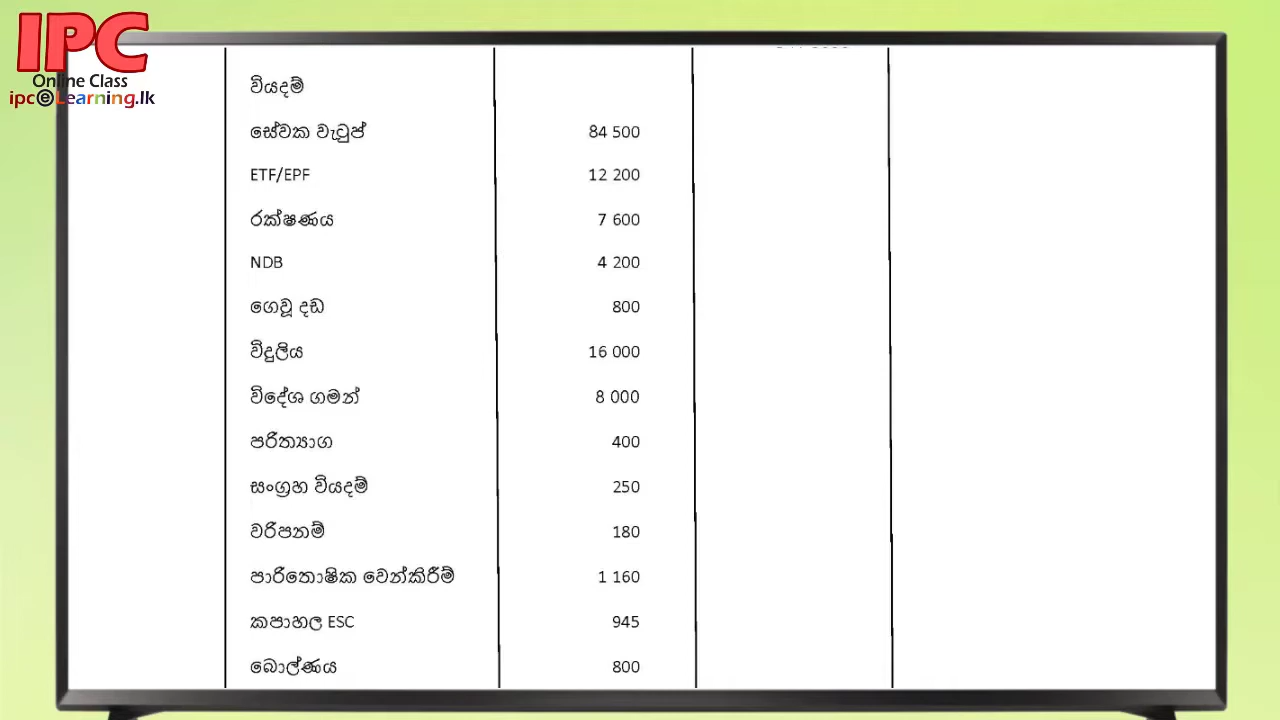 IPC
Online Class
ipc@Learning.lk
වියදම්
සේවක වැටුප් 84 500
ETF/EPF 12 200
රක්ෂණය 7 600
NDB 4 200
ගෙවූ දඩ 800
විදුලිය 16 000
විදේශ ගමන් 8 000
පරිත්‍යාග 400
සංග්‍රහ වියදම් 250
වරිපනම් 180
පාරිතොෂික වෙන්කිරීම් 1 160
කපාහල ESC 945
බොල්ණය 800